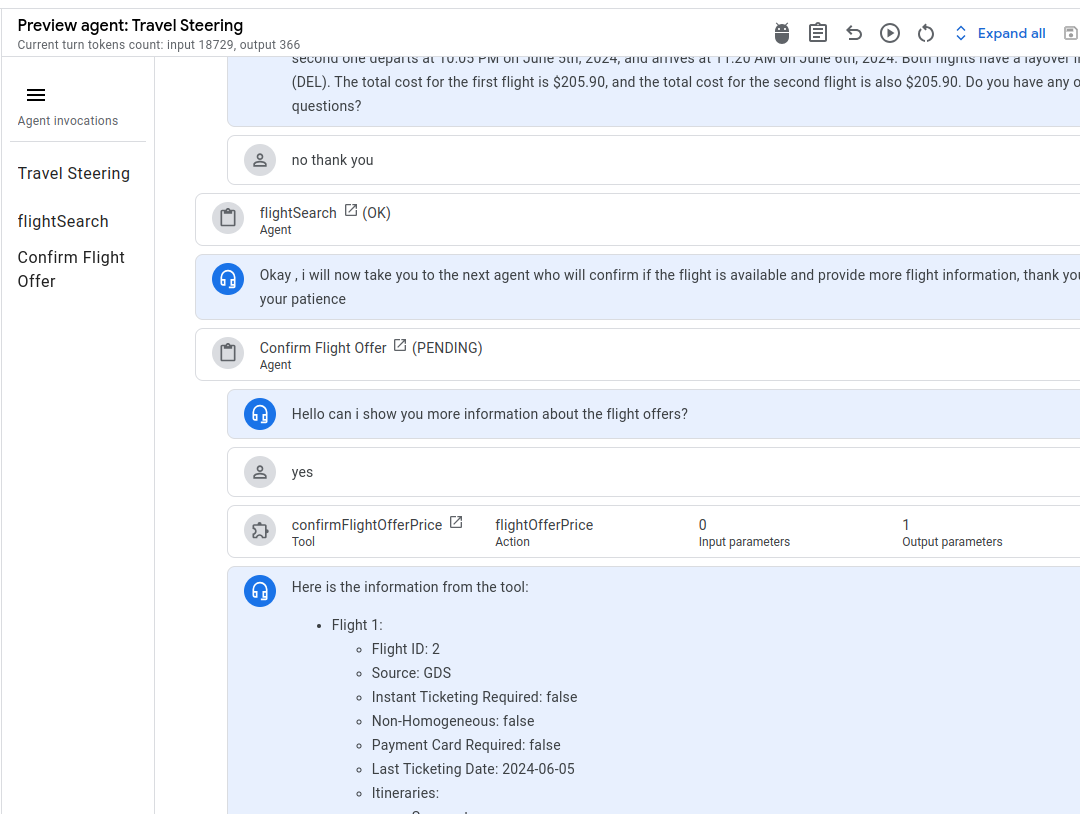 Preview agent: Travel Steering
Current turn tokens count: input 18729, output 366
Expand all
Agent invocations
Travel Steering
flightSearch
Confirm Flight
Offer
second one departs at 10:05 PM on June 5th, 2024, and arrives at 11:20 AM on June 6th, 2024. Both flights have a layover i
(DEL). The total cost for the first flight is $205.90, and the total cost for the second flight is also $205.90. Do you have any o
questions?
no thank you
flightSearch (OK)
Agent
Okay , i will now take you to the next agent who will confirm if the flight is available and provide more flight information, thank you
your patience
Confirm Flight Offer (PENDING)
Agent
Hello can i show you more information about the flight offers?
yes
confirmFlightOfferPrice flightOfferPrice 0 1
Tool Action Input parameters Output parameters
Here is the information from the tool:
• Flight 1:
◦ Flight ID: 2
◦ Source: GDS
◦ Instant Ticketing Required: false
◦ Non-Homogeneous: false
◦ Payment Card Required: false
◦ Last Ticketing Date: 2024-06-05
◦ Itineraries: